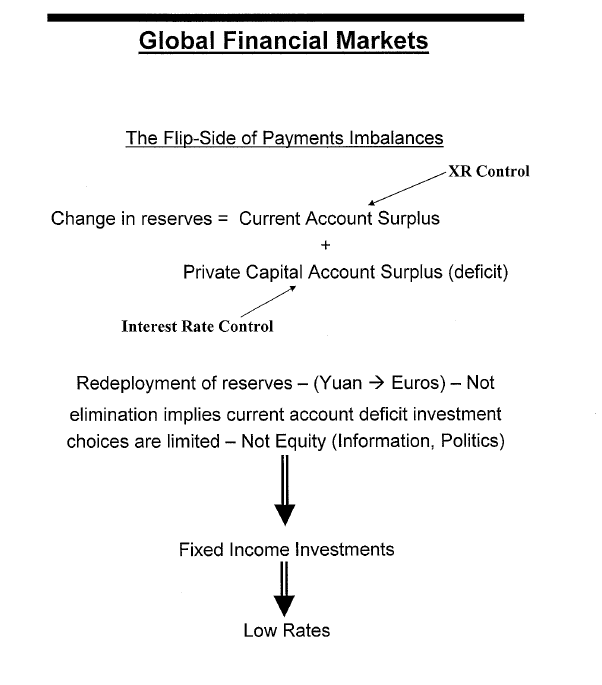 Global Financial Markets
The Flip-Side of Payments Imbalances
XR Control
Change in reserves = Current Account Surplus
+
Private Capital Account Surplus (deficit)
Interest Rate Control
Redeployment of reserves – (Yuan → Euros) – Not
elimination implies current account deficit investment
choices are limited – Not Equity (Information, Politics)
Fixed Income Investments
Low Rates